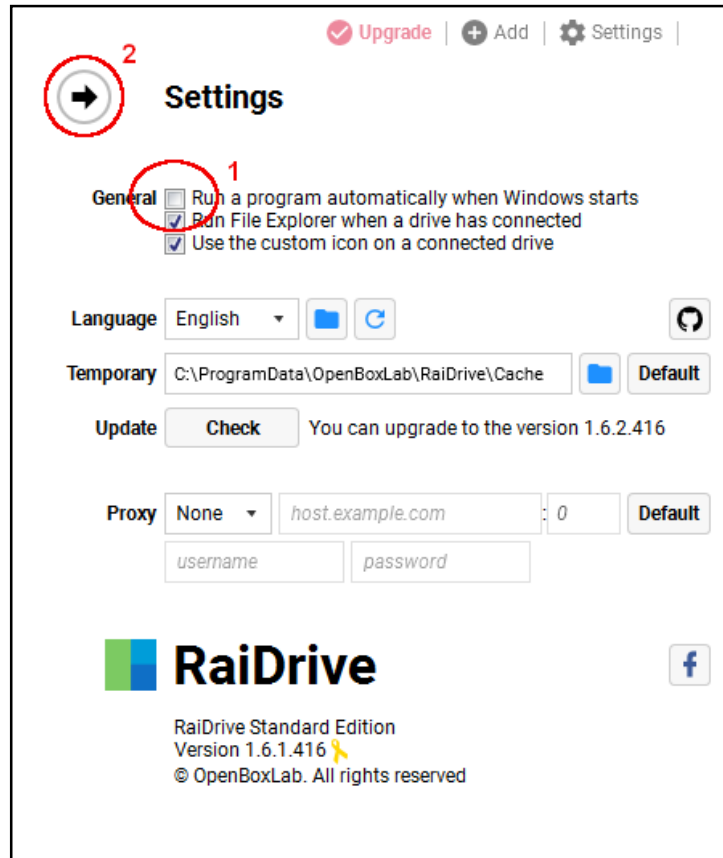 Upgrade | Add | Settings |
2
Settings
1
General Run a program automatically when Windows starts
Run File Explorer when a drive has connected
Use the custom icon on a connected drive
Language English
Temporary C:\ProgramData\OpenBoxLab\RaiDrive\Cache Default
Update Check You can upgrade to the version 1.6.2.416
Proxy None host.example.com : 0 Default
username password
RaiDrive
f
RaiDrive Standard Edition
Version 1.6.1.416
© OpenBoxLab. All rights reserved